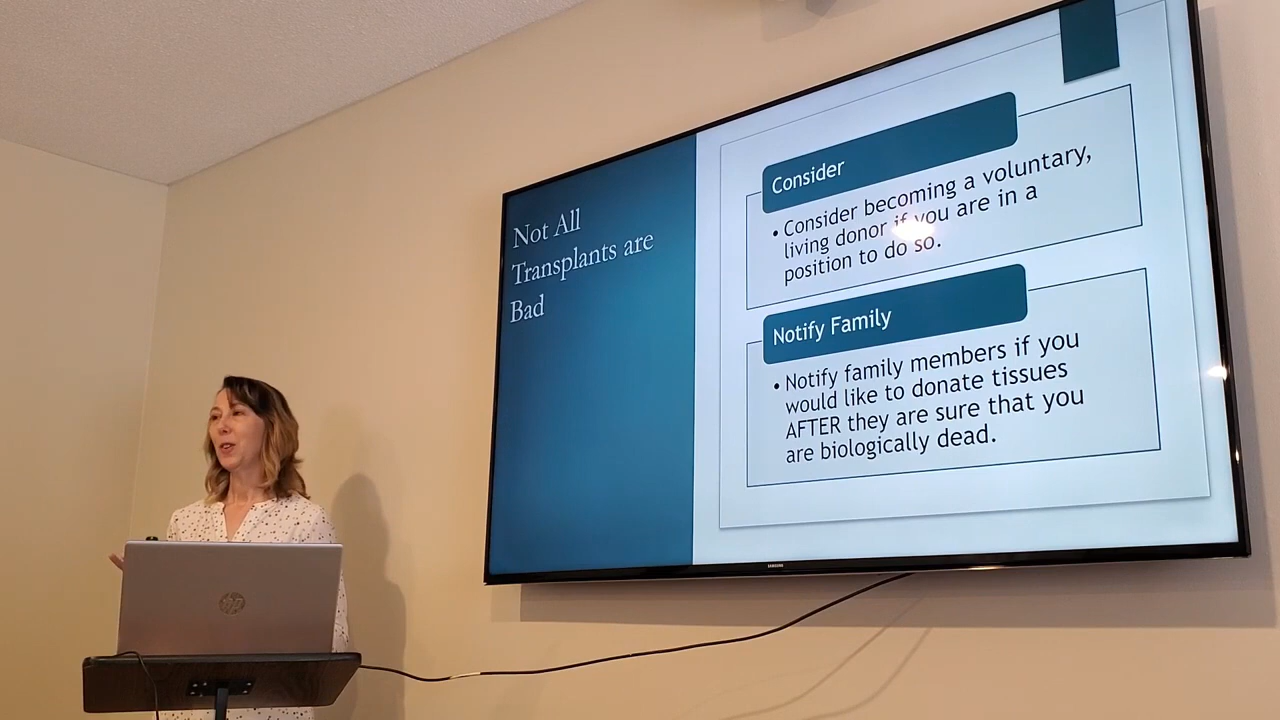 Not All
Transplants are
Bad
Consider
• Consider becoming a voluntary,
living donor if you are in a
position to do so.
Notify Family
• Notify family members if you
would like to donate tissues
AFTER they are sure that you
are biologically dead.
SAMSUNG
hp